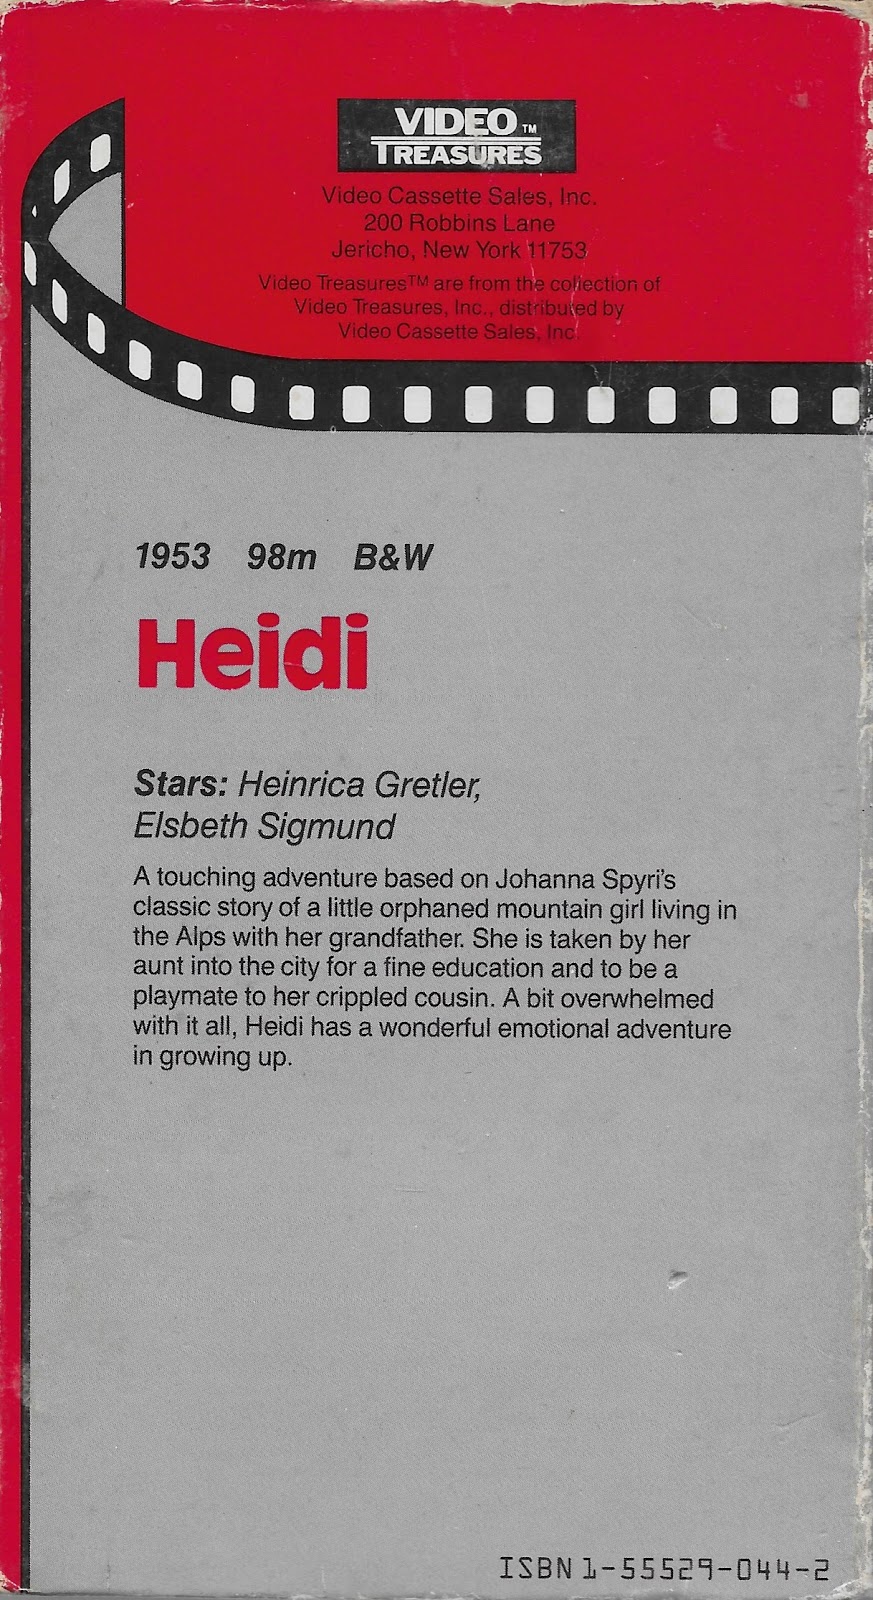 VIDEO TM
TREASURES
Video Cassette Sales, Inc.
200 Robbins Lane
Jericho, New York 11753
Video Treasures™ are from the collection of
Video Treasures, Inc., distributed by
Video Cassette Sales, Inc.
1953 98m B&W
Heidi
Stars: Heinrica Gretler,
Elsbeth Sigmund
A touching adventure based on Johanna Spyri's
classic story of a little orphaned mountain girl living in
the Alps with her grandfather. She is taken by her
aunt into the city for a fine education and to be a
playmate to her crippled cousin. A bit overwhelmed
with it all, Heidi has a wonderful emotional adventure
in growing up.
ISBN 1-55529-044-2